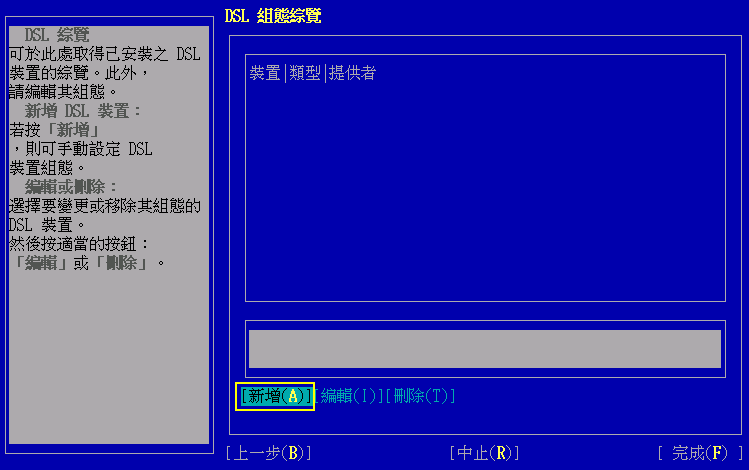 DSL 組態綜覽
DSL 綜覽
可於此處取得已安裝之 DSL
裝置的綜覽。此外，
請編輯其組態。
新增 DSL 裝置：
若按「新增」
，則可手動設定 DSL
裝置組態。
編輯或刪除：
選擇要變更或移除其組態的
DSL 裝置。
然後按適當的按鈕：
「編輯」或「刪除」。
裝置│類型│提供者
[新增(A)][編輯(I)][刪除(T)]
[上一步(B)] [中止(R)] [ 完成(F) ]